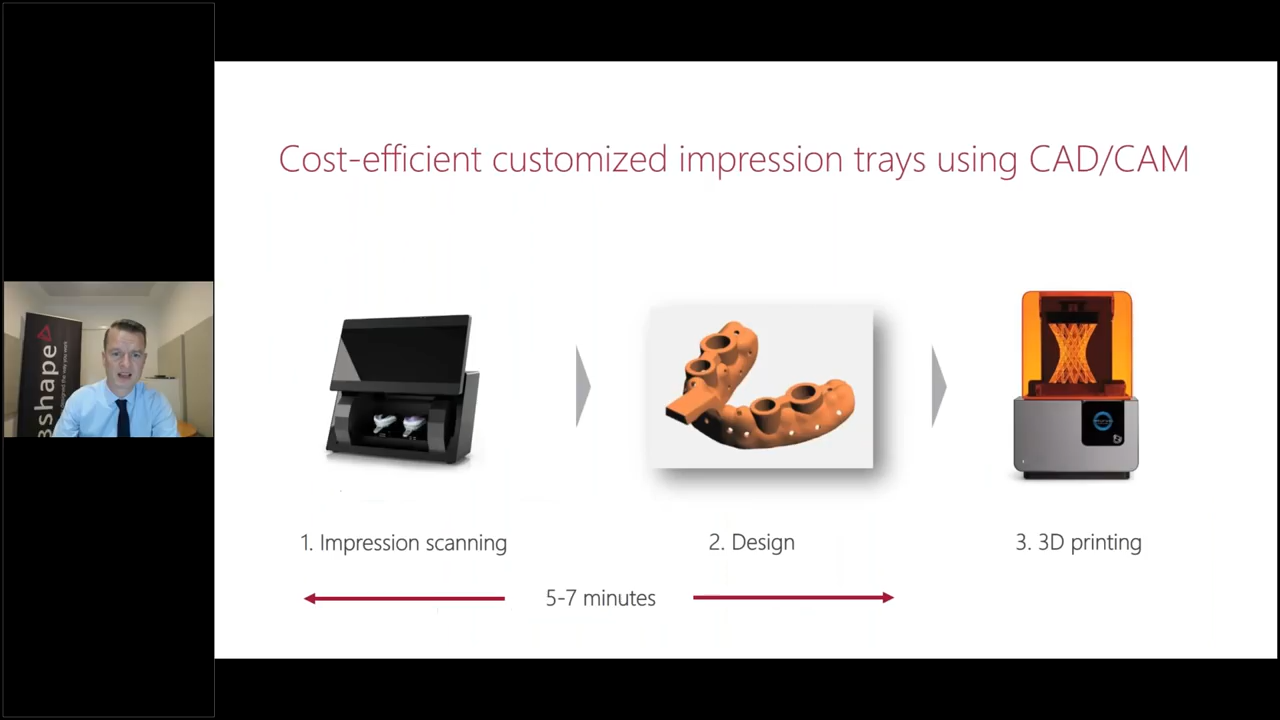 Cost-efficient customized impression trays using CAD/CAM
3shape
1. Impression scanning
2. Design
3. 3D printing
5-7 minutes